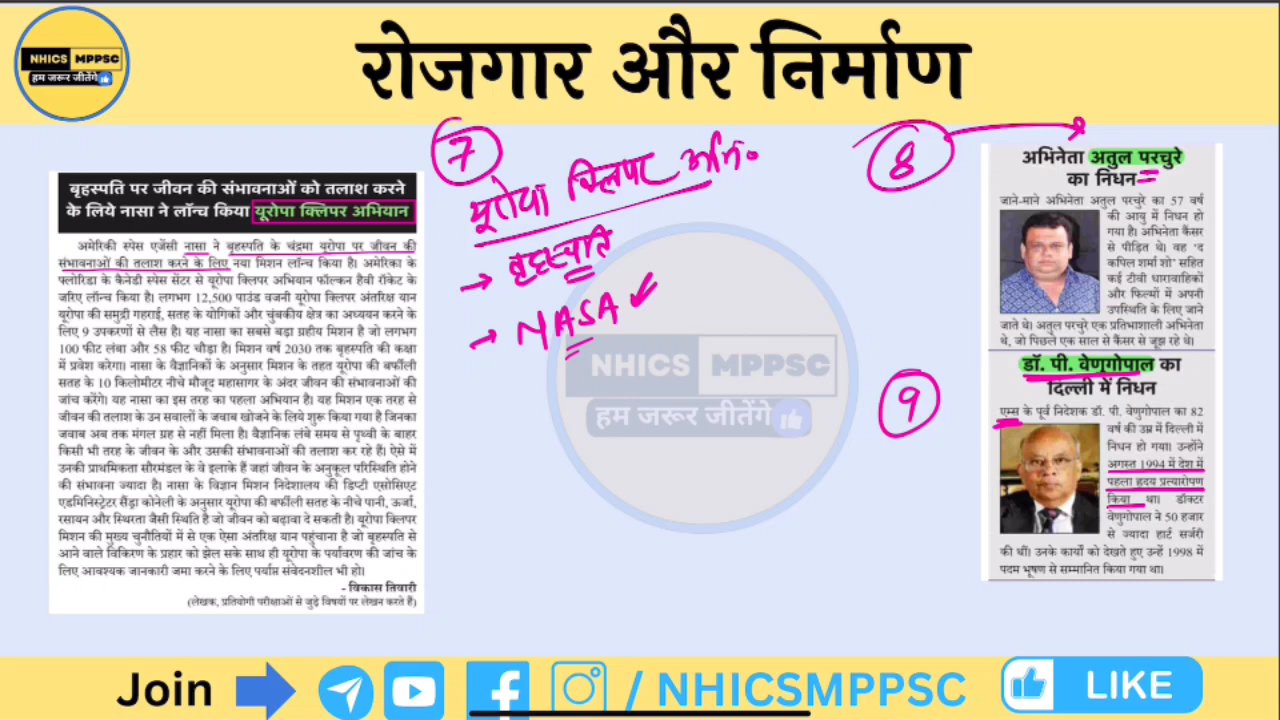 NHICS MPPSC
हम जरूर जीतेंगे
रोजगार और निर्माण
बृहस्पति पर जीवन की संभावनाओं को तलाश करने
के लिये नासा ने लॉन्च किया यूरोपा क्लिपर अभियान
अमेरिकी स्पेस एजेंसी नासा ने बृहस्पति के चंद्रमा यूरोपा पर जीवन की
संभावनाओं की तलाश करने के लिए नया मिशन लॉन्च किया है। अमेरिका के
फ्लोरिडा के कैनेडी स्पेस सेंटर से यूरोपा क्लिपर अभियान फॉल्कन हैवी रॉकेट के
जरिए लॉन्च किया है। लगभग 12,500 पाउंड वजनी यूरोपा क्लिपर अंतरिक्ष यान
यूरोपा की समुद्री गहराई, सतह के योगिकों और चुंबकीय क्षेत्र का अध्ययन करने के
लिए 9 उपकरणों से लैस है। यह नासा का सबसे बड़ा ग्रहीय मिशन है जो लगभग
100 फीट लंबा और 58 फीट चौड़ा है। मिशन वर्ष 2030 तक बृहस्पति की कक्षा
में प्रवेश करेगा। नासा के वैज्ञानिकों के अनुसार मिशन के तहत यूरोपा की बर्फीली
सतह के 10 किलोमीटर नीचे मौजूद महासागर के अंदर जीवन की संभावनाओं की
जांच करेंगे। यह नासा का इस तरह का पहला अभियान है। यह मिशन एक तरह से
जीवन की तलाश के उन सवालों के जवाब खोजने के लिये शुरू किया गया है जिनका
जवाब अब तक मंगल ग्रह से नहीं मिला है। वैज्ञानिक लंबे समय से पृथ्वी के बाहर
किसी भी तरह के जीवन के और उसकी संभावनाओं की तलाश कर रहे हैं। ऐसे में
उनकी प्राथमिकता सौरमंडल के वे इलाके हैं जहां जीवन के अनुकूल परिस्थिति होने
की संभावना ज्यादा है। नासा के विज्ञान मिशन निदेशालय की डिप्टी एसोसिएट
एडमिनिस्ट्रेटर सैंड्रा कोनेली के अनुसार यूरोपा की बर्फीली सतह के नीचे पानी, ऊर्जा,
रसायन और स्थिरता जैसी स्थिति है जो जीवन को बढ़ावा दे सकती है। यूरोपा क्लिपर
मिशन की मुख्य चुनौतियों में से एक ऐसा अंतरिक्ष यान पहुंचाना है जो बृहस्पति से
आने वाले विकिरण के प्रहार को झेल सके साथ ही यूरोपा के पर्यावरण की जांच के
लिए आवश्यक जानकारी जमा करने के लिए पर्याप्त संवेदनशील भी हो।
- विकास तिवारी
(लेखक, प्रतियोगी परीक्षाओं से जुड़े विषयों पर लेखन करते हैं)
7
यूरोपा क्लिपर अभि०
→ बृहस्पति
→ NASA
NHICS MPPSC
हम जरूर जीतेंगे
8
अभिनेता अतुल परचुरे
का निधन
जाने-माने अभिनेता अतुल परचुरे का 57 वर्ष
की आयु में निधन हो
गया है। अभिनेता कैंसर
से पीड़ित थे। वह 'द
कपिल शर्मा शो' सहित
कई टीवी धारावाहिकों
और फिल्मों में अपनी
उपस्थिति के लिए जाने
जाते थे। अतुल परचुरे एक प्रतिभाशाली अभिनेता
थे, जो पिछले एक साल से कैंसर से जूझ रहे थे।
9
डॉ. पी. वेणुगोपाल का
दिल्ली में निधन
एम्स के पूर्व निदेशक डॉ. पी. वेणुगोपाल का 82
वर्ष की उम्र में दिल्ली में
निधन हो गया। उन्होंने
अगस्त 1994 में देश में
पहला हृदय प्रत्यारोपण
किया था। डॉक्टर
वेणुगोपाल ने 50 हजार
से ज्यादा हार्ट सर्जरी
की थीं। उनके कार्यों को देखते हुए उन्हें 1998 में
पदम भूषण से सम्मानित किया गया था।
Join / NHICSMPPSC LIKE